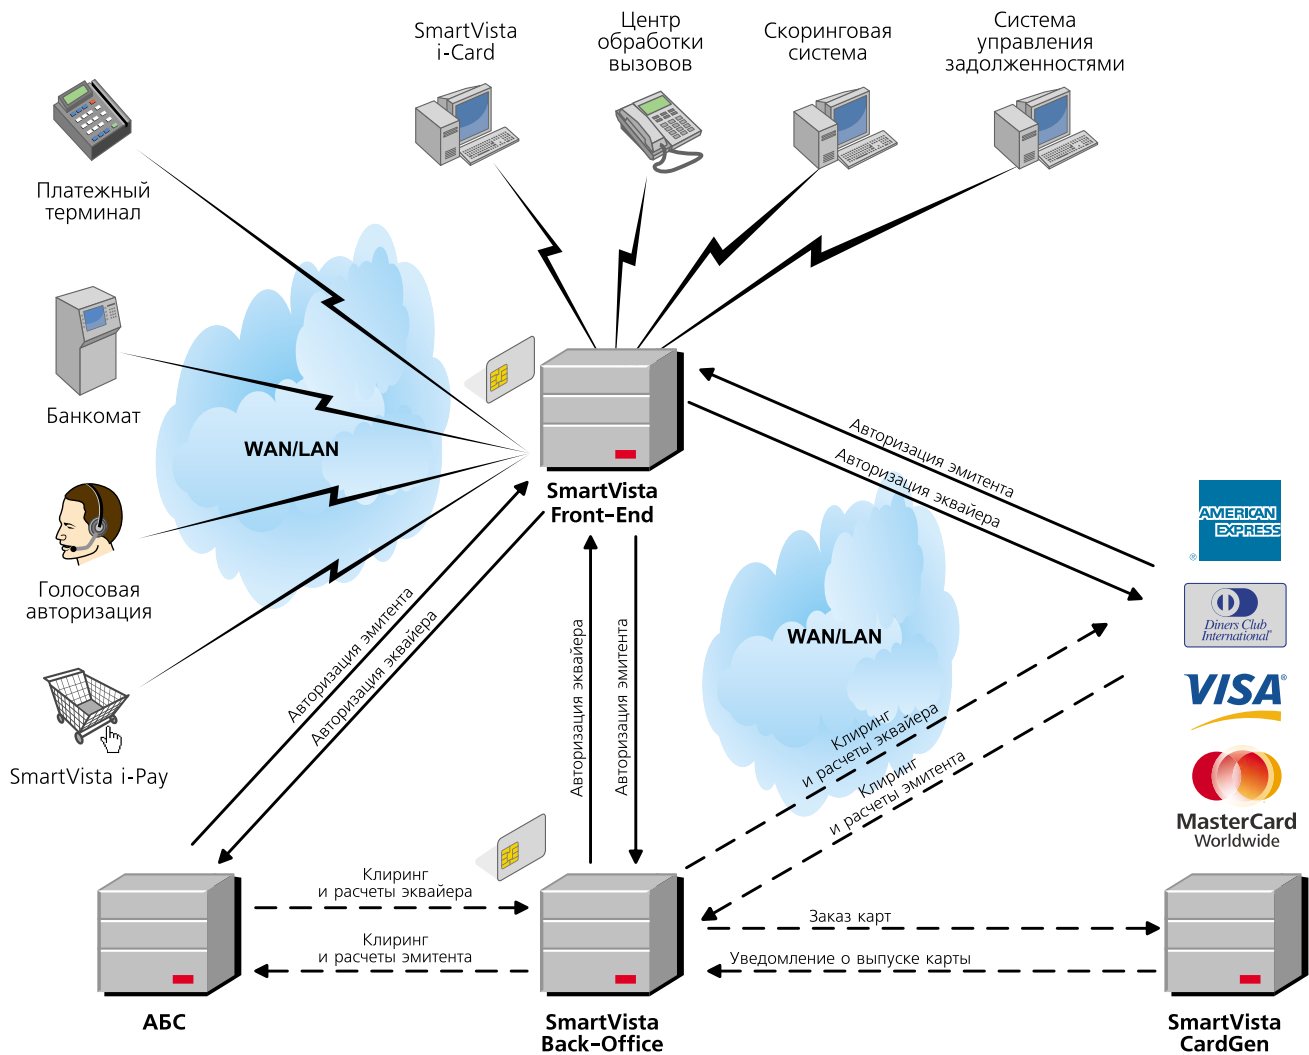 SmartVista
i-Card
Центр
обработки
вызовов
Скоринговая
система
Система
управления
задолженностями
Платежный
терминал
Банкомат
WAN/LAN
Голосовая
авторизация
SmartVista i-Pay
SmartVista
Front-End
Авторизация эмитента
Авторизация эквайера
Авторизация эмитента
Авторизация эквайера
Авторизация эквайера
Авторизация эмитента
WAN/LAN
AMERICAN
EXPRESS
®
Diners Club
International®
VISA®
MasterCard
Worldwide
Клиринг
и расчеты эквайера
Клиринг
и расчеты эмитента
Клиринг
и расчеты эквайера
Клиринг
и расчеты эмитента
Заказ карт
Уведомление о выпуске карты
АБС
SmartVista
Back-Office
SmartVista
CardGen